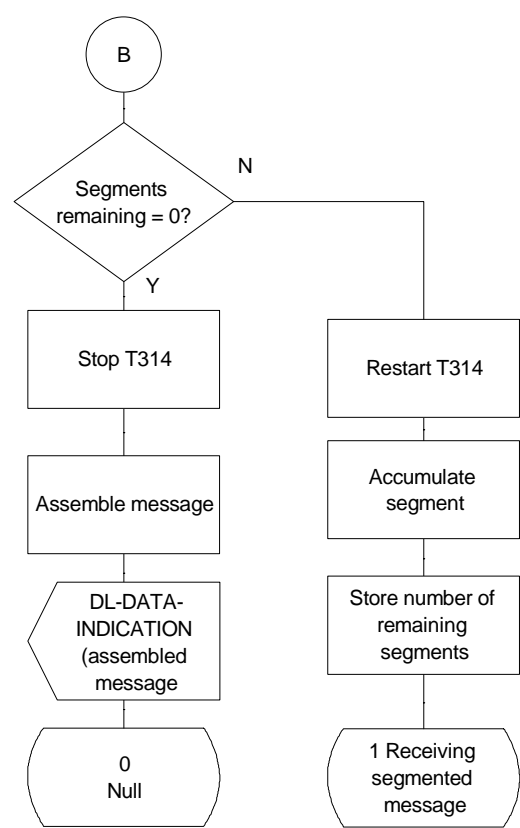 B
N
Segments
remaining = 0?
Y
Stop T314
Restart T314
Assemble message
Accumulate
segment
DL-DATA-
INDICATION
(assembled
message
Store number of
remaining
segments
0
Null
1 Receiving
segmented
message